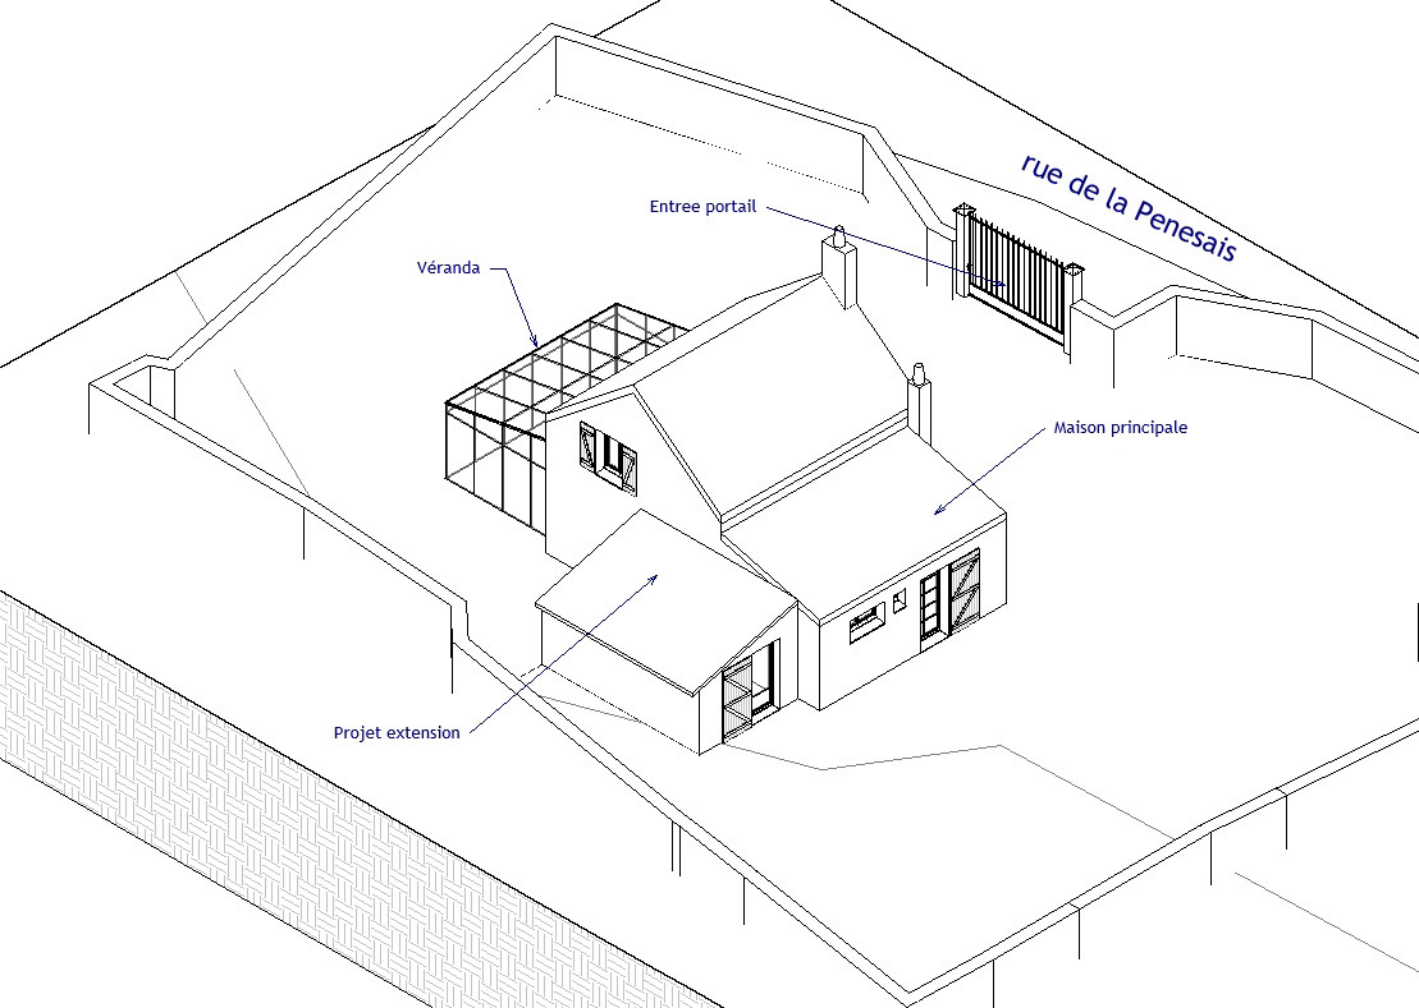 rue de la Penesais
Entree portail
Véranda
Maison principale
Projet extension